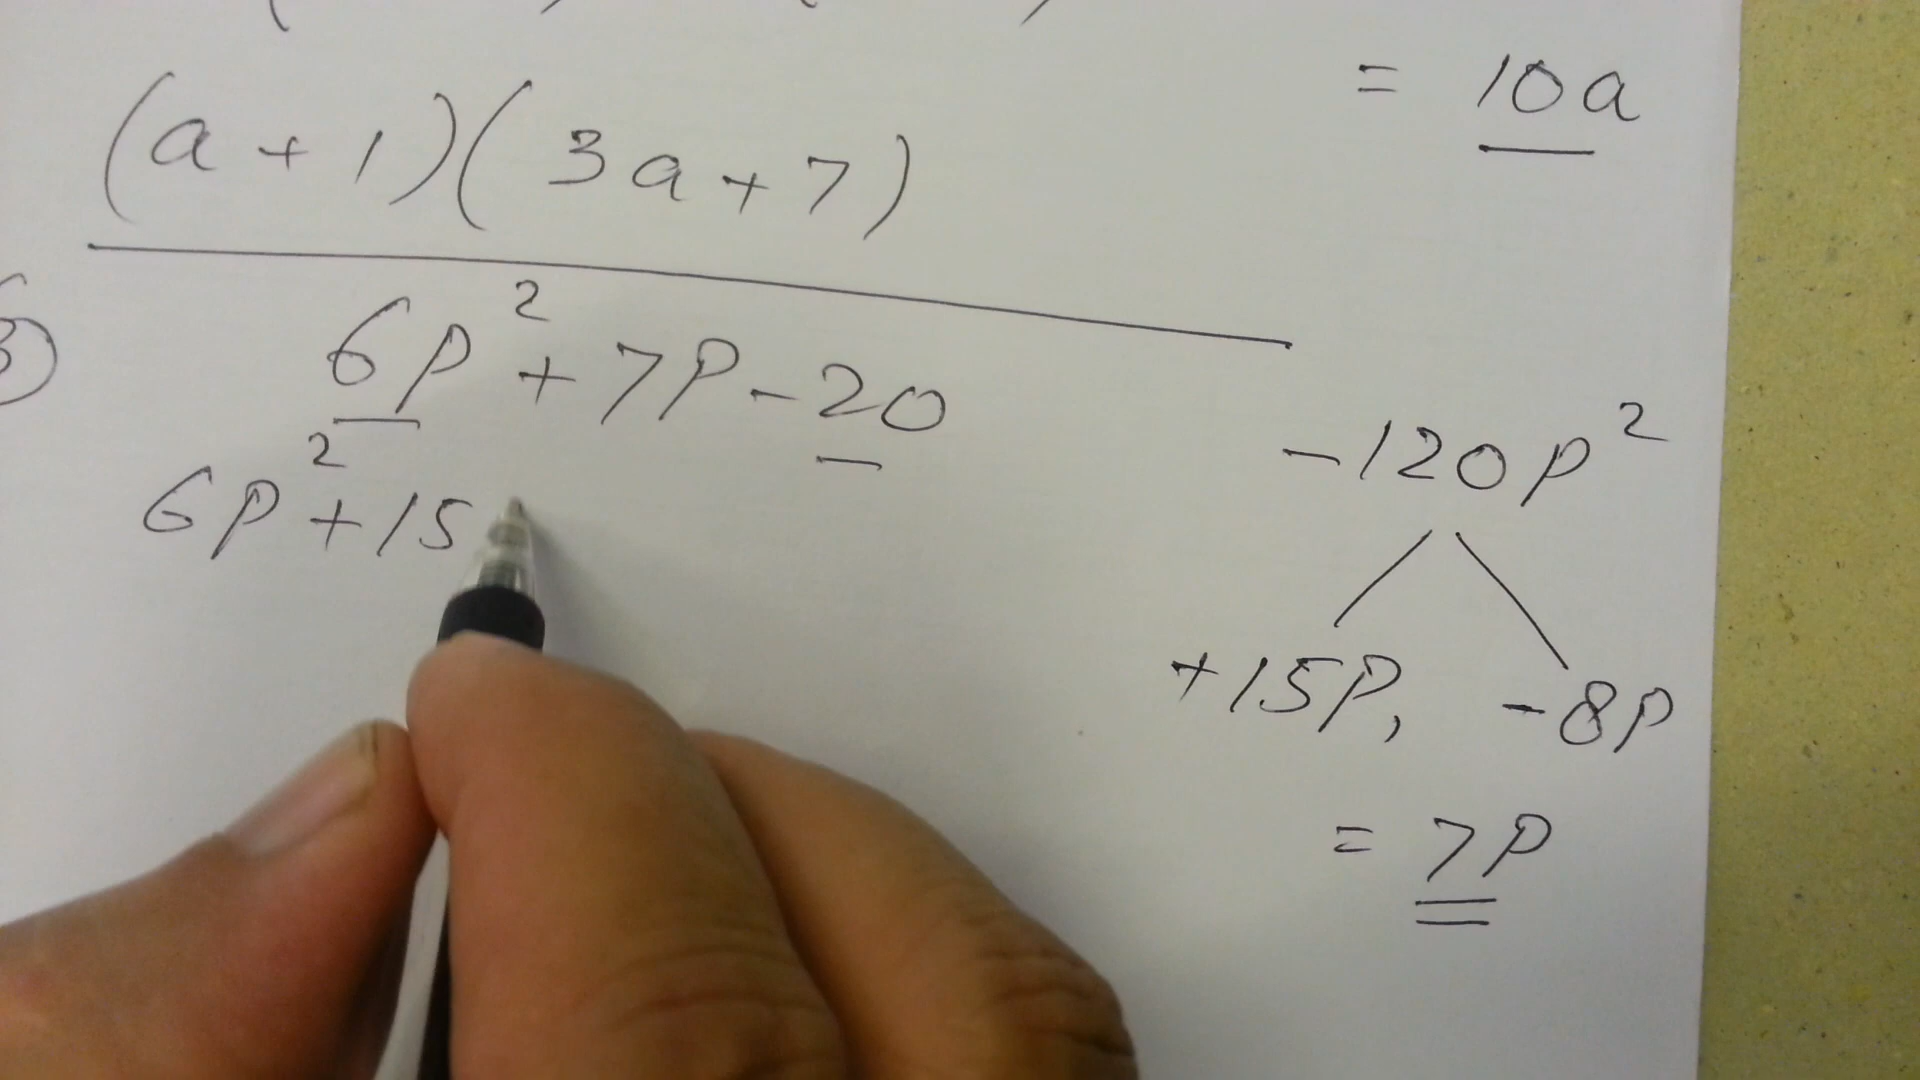 = 10a
(a + 1)(3a + 7)
6p² + 7p - 20
-120p²
6p² + 15
+15p, -8p
= 7p